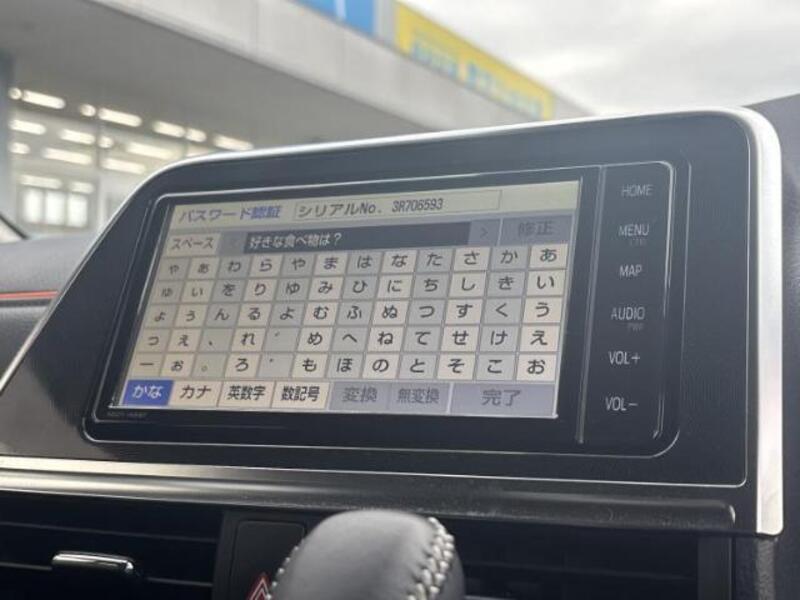 パスワード認証 シリアルNo. 3R706593
スペース 好きな食べ物は? > 修正
ゃ ぁ わ ら や ま は な た さ か あ
ゅ ぃ を り ゆ み ひ に ち し き い
ょ ぅ ん る よ む ふ ぬ つ す く う
っ ぇ 、 れ ゛ め へ ね て せ け え
ー ぉ 。 ろ ゜ も ほ の と そ こ お
かな カナ 英数字 数記号 変換 無変換 完了
HOME
MENU
MAP
AUDIO
VOL+
VOL-